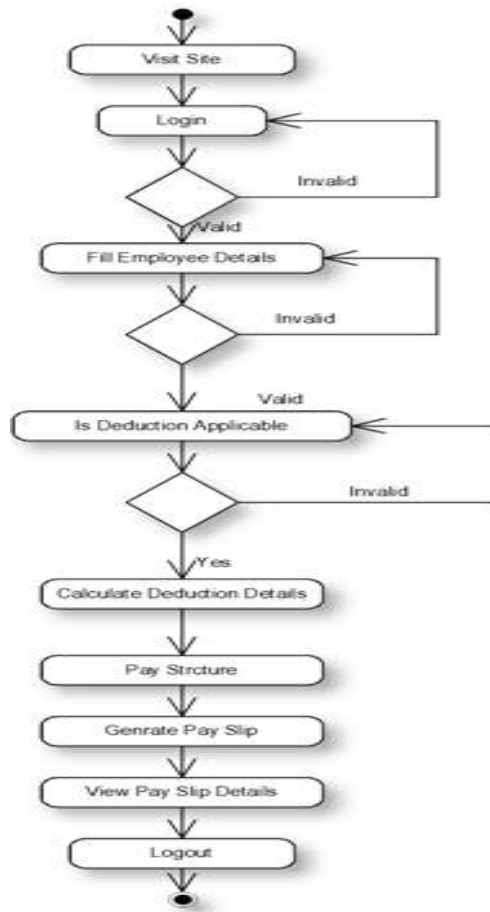 Visit Site
Login
Invalid
Valid
Fill Employee Details
Invalid
Valid
Is Deduction Applicable
Invalid
Yes
Calculate Deduction Details
Pay Strcture
Genrate Pay Slip
View Pay Slip Details
Logout